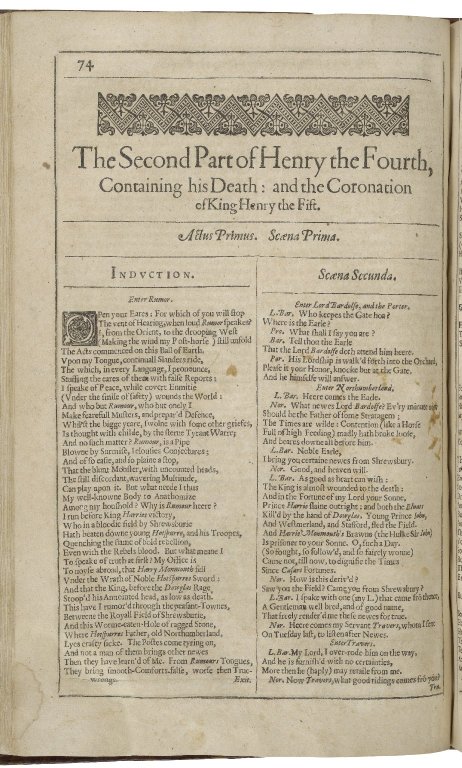 74
The Second Part of Henry the Fourth,
Containing his Death : and the Coronation
of King Henry the Fift.
Actus Primus. Scæna Prima.
INDVCTION.
Enter Rumor.
OPen your Eares : For which of you will stop
The vent of Hearing, when loud Rumor speakes?
I, from the Orient, to the drooping West
(Making the winde my Post-horse) still vnfold
The Acts commenced on this Ball of Earth.
Vpon my Tongue, continuall Slanders ride,
The which, in euery Language, I pronounce,
Stuffing the eares of them with false Reports:
I speake of Peace, while couert Enmitie
(Vnder the smile of safety) wounds the World :
And who but Rumour, who but onely I
Make fearfull Musters, and prepar'd Defence,
Whil'st the bigge yeare, swolne with some other griefes,
Is thought with childe, by the sterne Tyrant Warre,
And no such matter? Rumour, is a Pipe
Blowne by Surmises, Ielousies, Coniectures;
And of so easie, and so plaine a stop,
That the blunt Monster, with vncounted heads,
The still discordant, wauering Multitude,
Can play vpon it. But what neede I thus
My well-knowne Body to Anathomize
Among my houshold? Why is Rumour heere?
I run before King Harries victory,
Who in a bloodie field by Shrewsburie
Hath beaten downe yong Hotspurre, and his Troopes,
Quenching the flame of bold rebellion,
Euen with the Rebels blood. But what meane I
To speake so true at first? My Office is
To noyse abroad, that Harry Monmouth fell
Vnder the Wrath of Noble Hotspurres Sword :
And that the King, before the Dowglas Rage
Stoop'd his Annointed head, as low as death.
This haue I rumour'd through the peasant-Townes,
Betweene the Royall Field of Shrewsburie,
And this Worme-eaten-Hole of ragged Stone,
Where Hotspurres Father, old Northumberland,
Lyes crafty sicke. The Postes come tyring on,
And not a man of them brings other newes
Then they haue learn'd of Me. From Rumours Tongues,
They bring smooth-Comforts-false, worse then True-
wrongs. Exit.
Scæna Secunda.
Enter Lord Bardolfe, and the Porter.
L.Bar. Who keepes the Gate heere hoa?
Where is the Earle?
Por. What shall I say you are?
Bar. Tell thou the Earle
That the Lord Bardolfe doth attend him heere.
Por. His Lordship is walk'd forth into the Orchard,
Please it your Honor, knocke but at the Gate,
And he himselfe will answer.
Enter Northumberland.
L.Bar. Heere comes the Earle.
Nor. What newes Lord Bardolfe? Eu'ry minute now
Should be the Father of some Stratagem;
The Times are wilde : Contention (like a Horse
Full of high Feeding) madly hath broke loose,
And beares downe all before him.
L.Bar. Noble Earle,
I bring you certaine newes from Shrewsbury.
Nor. Good, and heauen will.
L.Bar. As good as heart can wish :
The King is almost wounded to the death :
And in the Fortune of my Lord your Sonne,
Prince Harrie slaine out-right : and both the Blunts
Kill'd by the hand of Dowglas. Young Prince Iohn,
And Westmerland, and Stafford, fled the Field.
And Harrie Monmouth's Brawne (the Hulke Sir Iohn)
Is prisoner to your Sonne. O, such a Day,
(So fought, so follow'd, and so fairely wonne)
Came not, till now, to dignifie the Times
Since Cæsars Fortunes.
Nor. How is this deriu'd ?
Saw you the Field? Came you from Shrewsbury?
L.Bar. I spake with one (my L.) that came frõ thence,
A Gentleman well bred, and of good name,
That freely render'd me these newes for true.
Nor. Heere comes my Seruant Trauers, whom I sent
On Tuesday last, to listen after Newes.
Enter Trauers.
L.Bar. My Lord, I ouer-rode him on the way,
And he is furnish'd with no certainties,
More then he (haply) may retaile from me.
Nor. Now Trauers, what good tidings comes frõ you?
Tra.